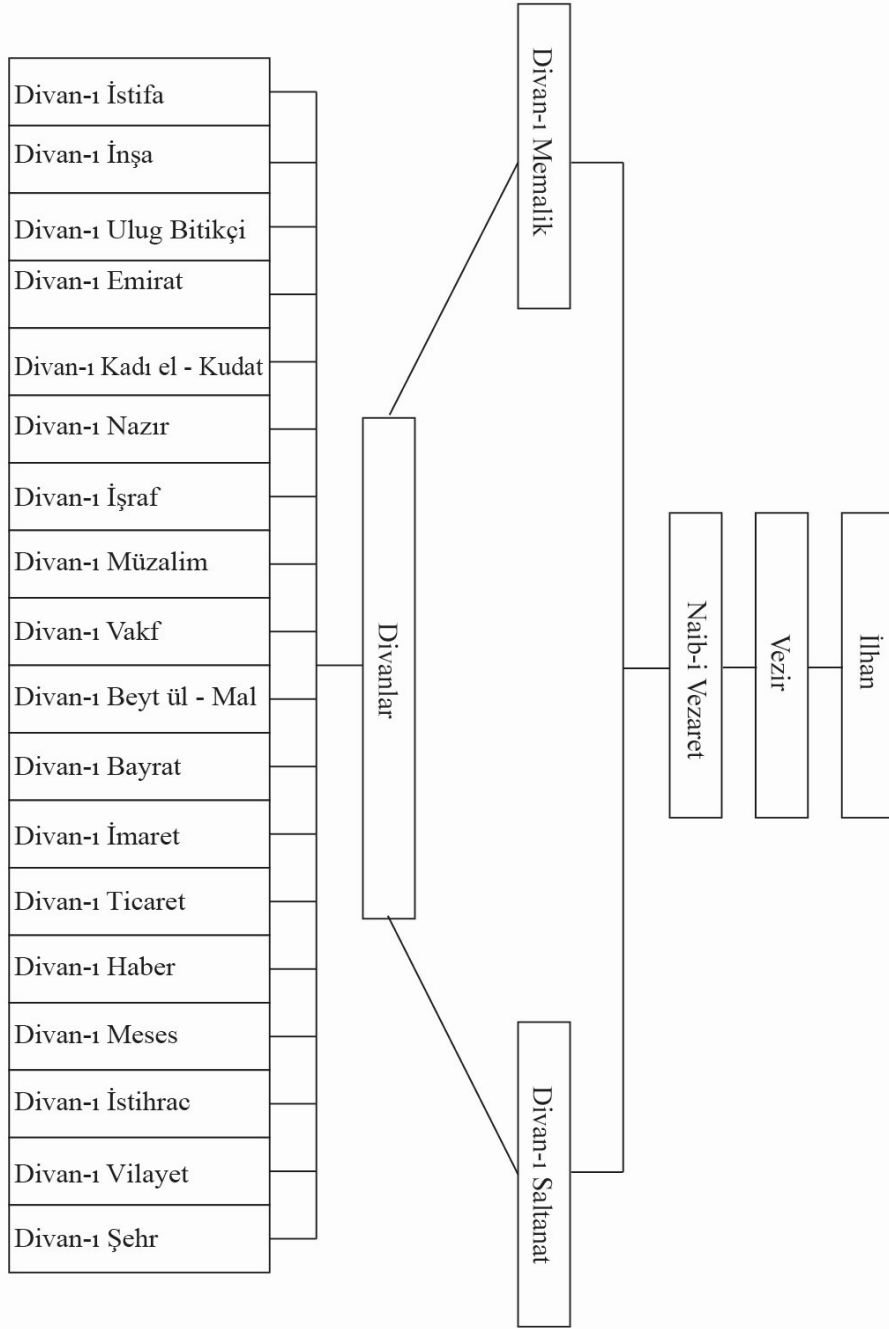 İlhan
Vezir
Naib-i Vezaret
Divan-ı Memalik
Divan-ı Saltanat
Divanlar
Divan-ı İstifa
Divan-ı İnşa
Divan-ı Ulug Bitikçi
Divan-ı Emirat
Divan-ı Kadı el - Kudat
Divan-ı Nazır
Divan-ı İşraf
Divan-ı Müzalim
Divan-ı Vakf
Divan-ı Beyt ül - Mal
Divan-ı Bayrat
Divan-ı İmaret
Divan-ı Ticaret
Divan-ı Haber
Divan-ı Meses
Divan-ı İstihrac
Divan-ı Vilayet
Divan-ı Şehr